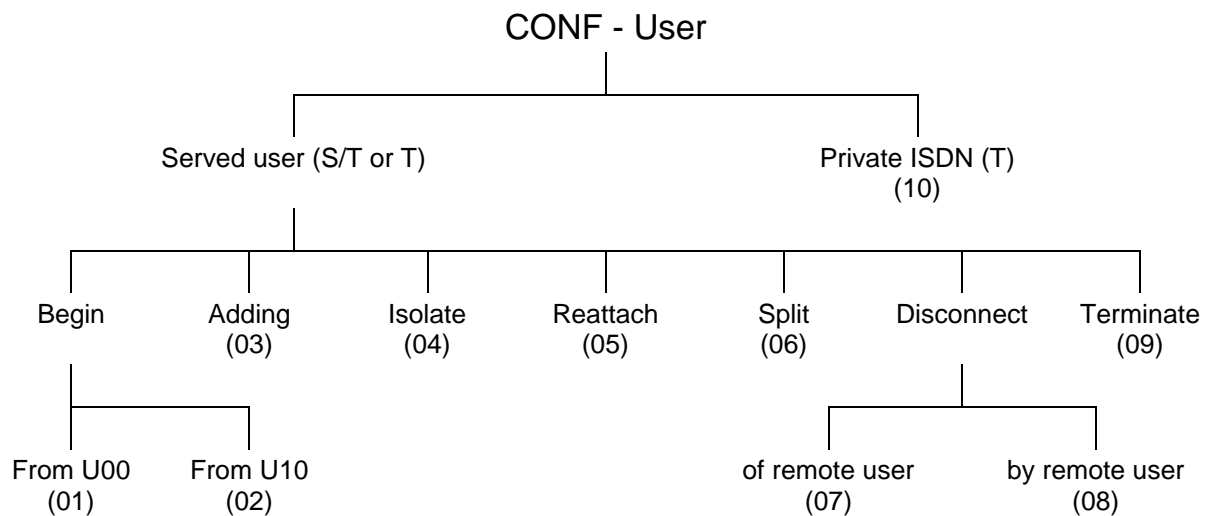 CONF - User
Served user (S/T or T)
Private ISDN (T)
(10)
Begin
Adding
(03)
Isolate
(04)
Reattach
(05)
Split
(06)
Disconnect
Terminate
(09)
From U00
(01)
From U10
(02)
of remote user
(07)
by remote user
(08)